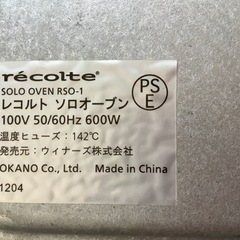 récolte®
SOLO OVEN RSO-1
レコルト ソロオーブン
100V 50/60Hz 600W
温度ヒューズ：142℃
発売元：ウィナーズ株式会社
OKANO Co., Ltd. Made in China
1204
PS
E